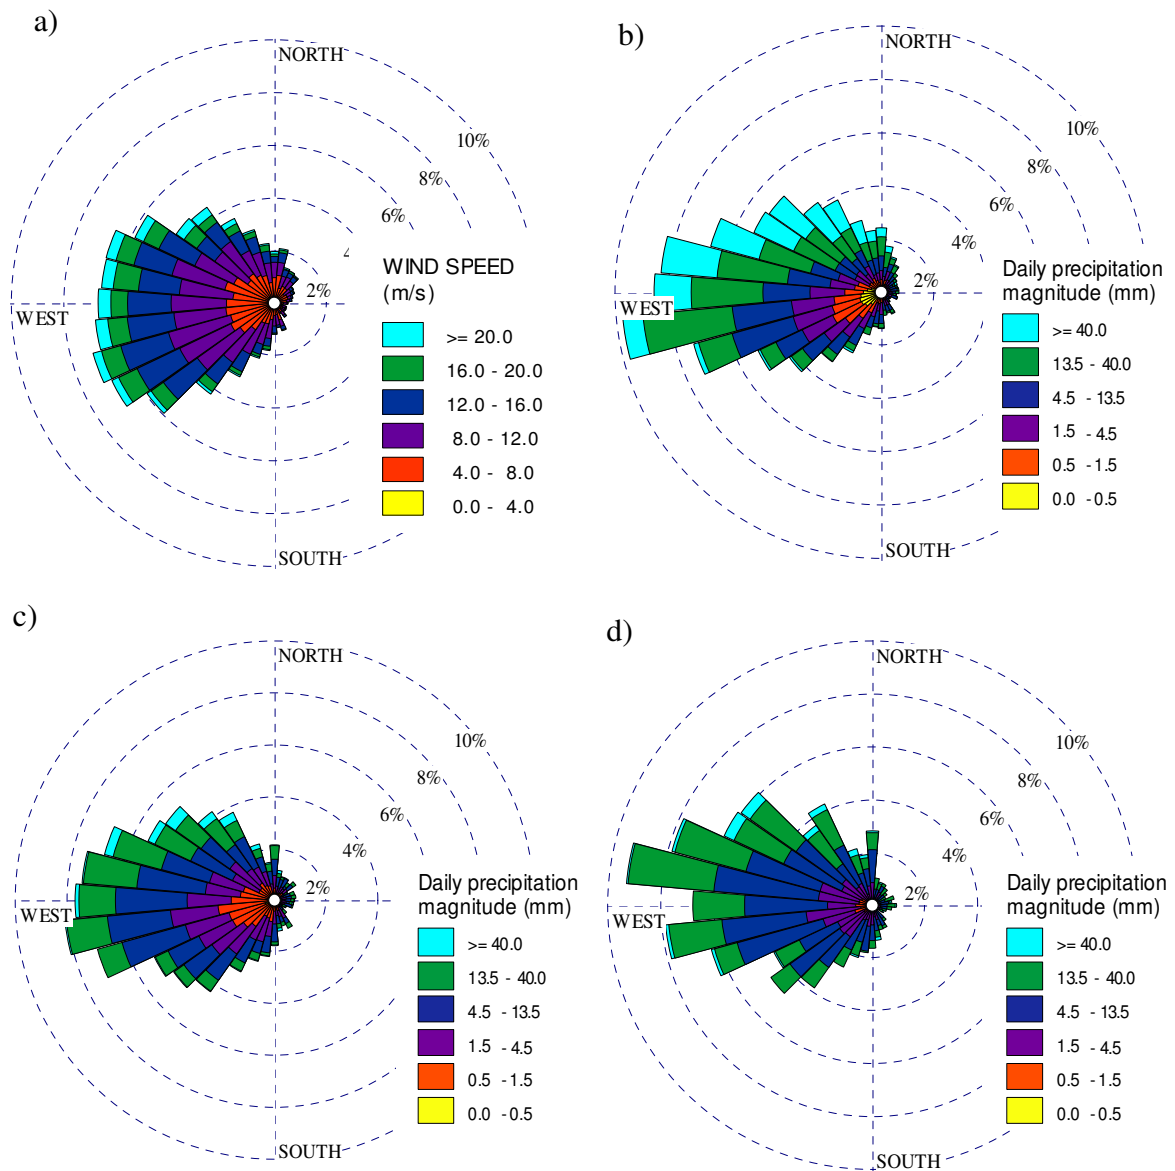 a)
NORTH
10%
8%
6%
4
2%
WEST
SOUTH
WIND SPEED
(m/s)
>= 20.0
16.0 - 20.0
12.0 - 16.0
8.0 - 12.0
4.0 - 8.0
0.0 - 4.0
b)
NORTH
10%
8%
6%
4%
2%
WEST
SOUTH
Daily precipitation
magnitude (mm)
>= 40.0
13.5 - 40.0
4.5 - 13.5
1.5 - 4.5
0.5 - 1.5
0.0 - 0.5
c)
NORTH
10%
8%
6%
4%
2%
WEST
SOUTH
Daily precipitation
magnitude (mm)
>= 40.0
13.5 - 40.0
4.5 - 13.5
1.5 - 4.5
0.5 - 1.5
0.0 - 0.5
d)
NORTH
10%
8%
6%
4%
2%
WEST
SOUTH
Daily precipitation
magnitude (mm)
>= 40.0
13.5 - 40.0
4.5 - 13.5
1.5 - 4.5
0.5 - 1.5
0.0 - 0.5